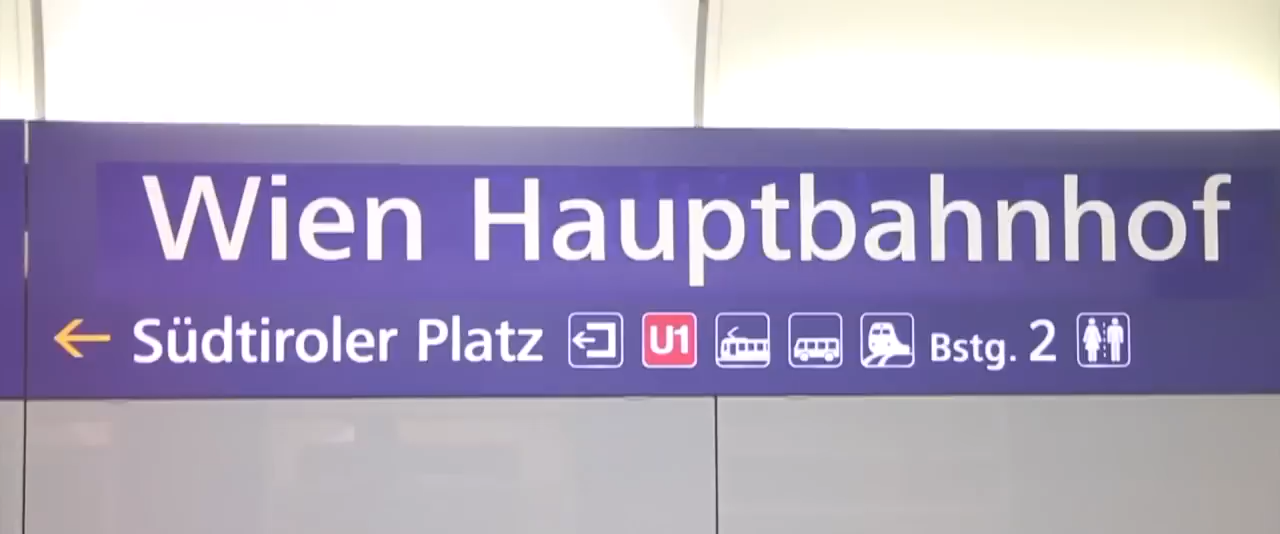 Wien Hauptbahnhof
← Südtiroler Platz U1 Bstg. 2